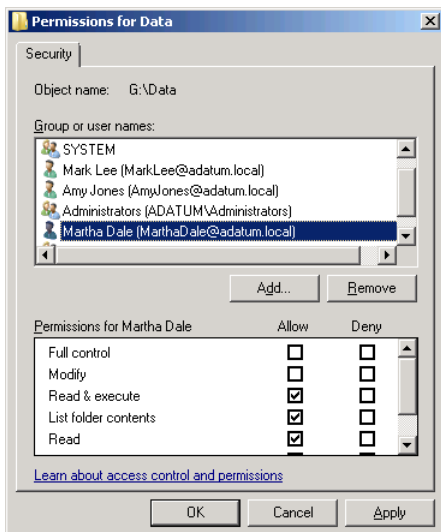 Permissions for Data
Security
Object name: G:\Data
Group or user names:
SYSTEM
Mark Lee (MarkLee@adatum.local)
Amy Jones (AmyJones@adatum.local)
Administrators (ADATUM\Administrators)
Martha Dale (MarthaDale@adatum.local)
Add... Remove
Permissions for Martha Dale Allow Deny
Full control
Modify
Read & execute
List folder contents
Read
Learn about access control and permissions
OK Cancel Apply